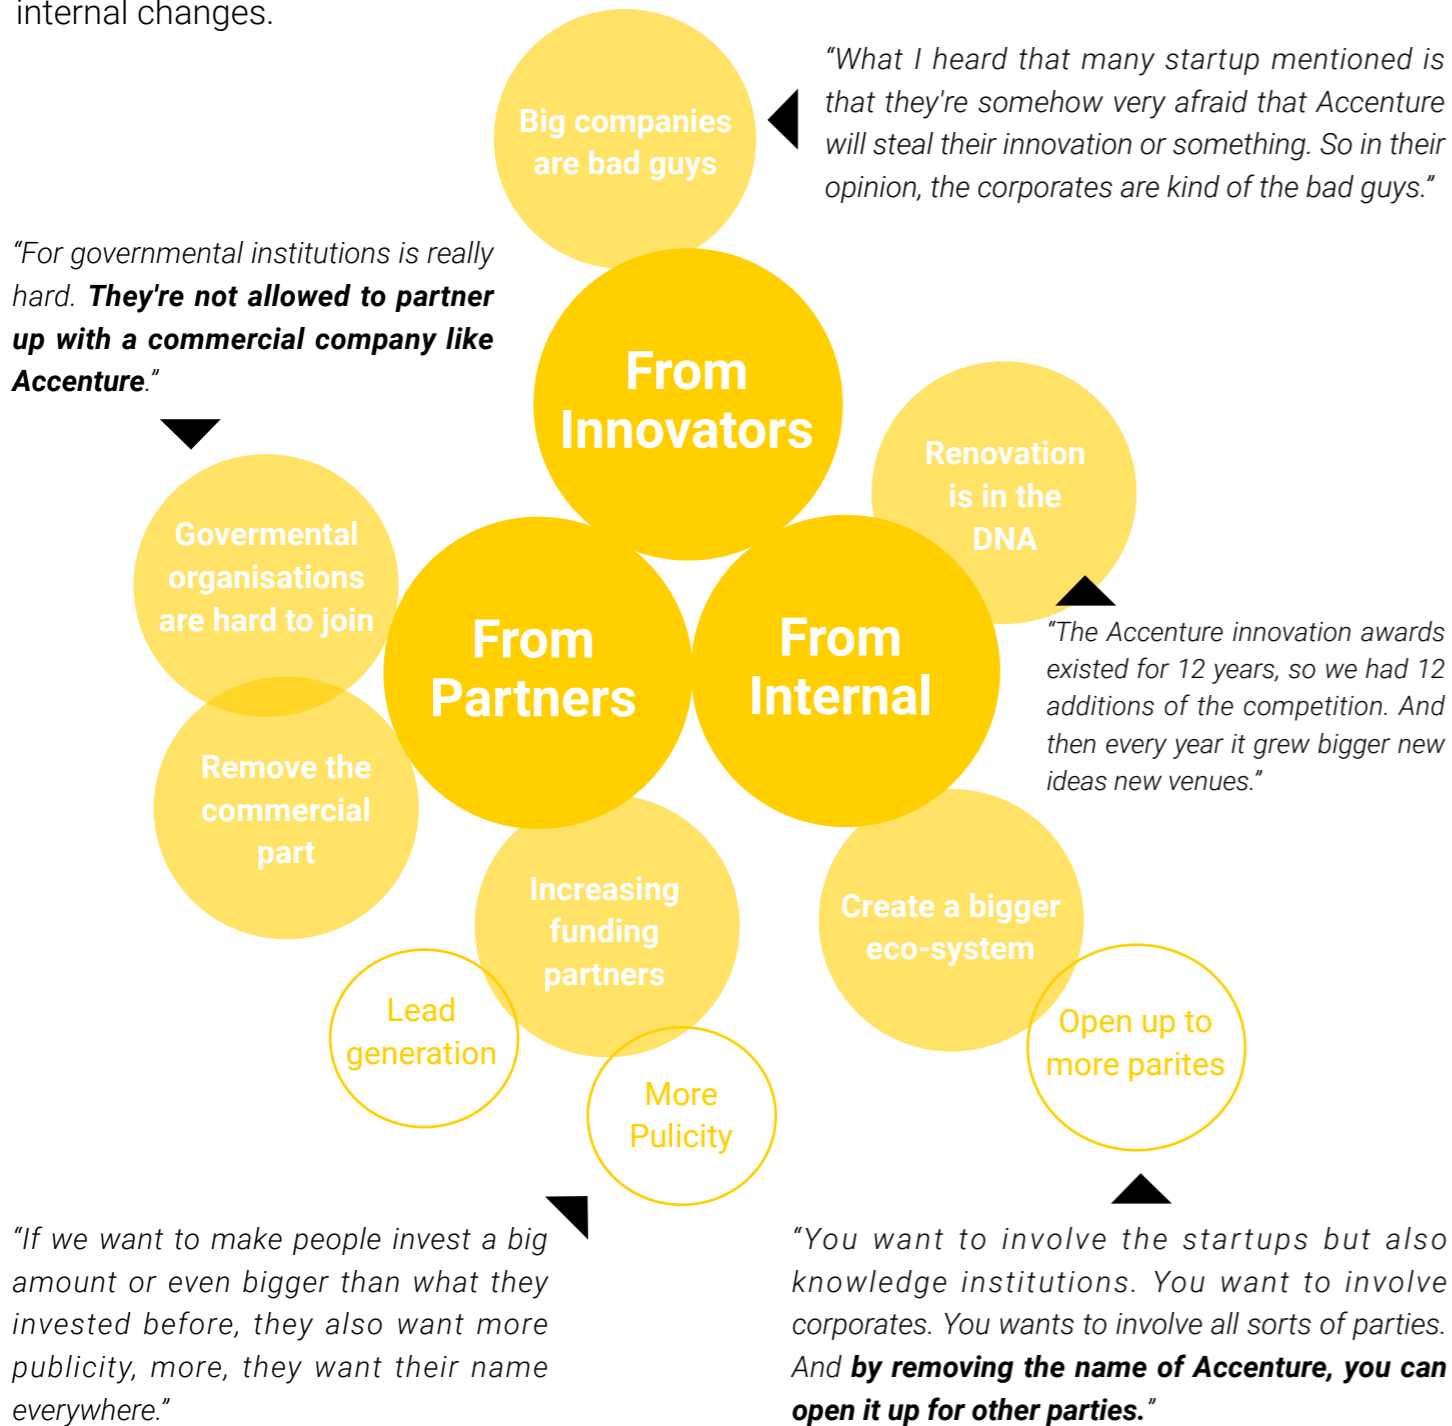 internal changes.
"What I heard that many startup mentioned is
that they're somehow very afraid that Accenture
will steal their innovation or something. So in their
opinion, the corporates are kind of the bad guys."
Big companies
are bad guys
"For governmental institutions is really
hard. They're not allowed to partner
up with a commercial company like
Accenture."
From
Innovators
Renovation
is in the
DNA
Govermental
organisations
are hard to join
From
Partners
From
Internal
"The Accenture innovation awards
existed for 12 years, so we had 12
additions of the competition. And
then every year it grew bigger new
ideas new venues."
Remove the
commercial
part
Increasing
funding
partners
Create a bigger
eco-system
Lead
generation
Open up to
more parites
More
Pulicity
"If we want to make people invest a big
amount or even bigger than what they
invested before, they also want more
publicity, more, they want their name
everywhere."
"You want to involve the startups but also
knowledge institutions. You want to involve
corporates. You wants to involve all sorts of parties.
And by removing the name of Accenture, you can
open it up for other parties."